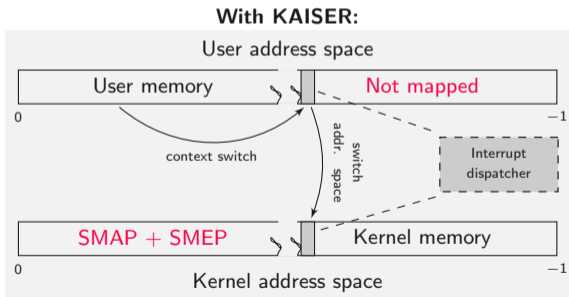 With KAISER:
User address space
User memory
Not mapped
0
−1
context switch
switch
addr. space
Interrupt
dispatcher
SMAP + SMEP
Kernel memory
0
−1
Kernel address space